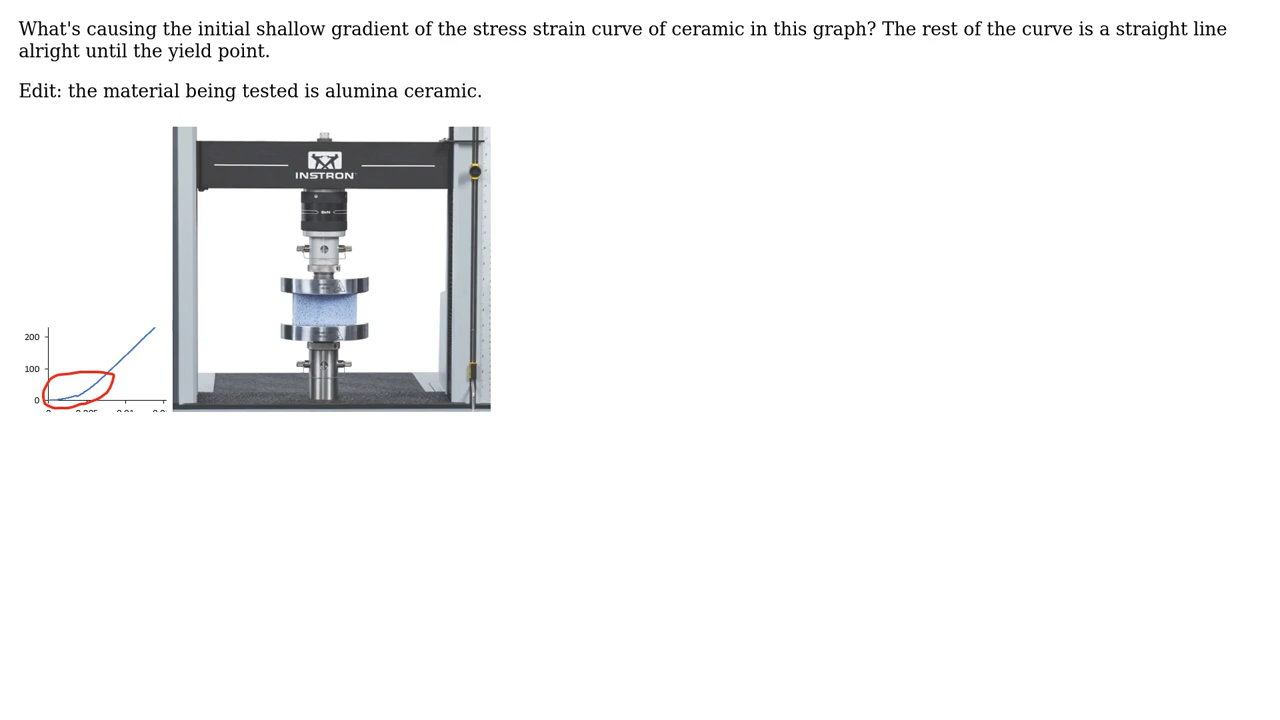 What's causing the initial shallow gradient of the stress strain curve of ceramic in this graph? The rest of the curve is a straight line
alright until the yield point.
Edit: the material being tested is alumina ceramic.
INSTRON
200
100
0